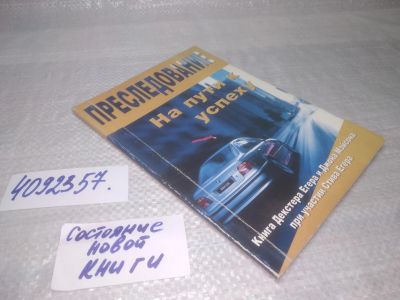 ПРЕСЛЕДОВАНИЕ
На пути к
успеху
Книга Декстера Егера и Джона Мэйсона
при участии Стива Егера
4092357.
Состояние
новой
книги